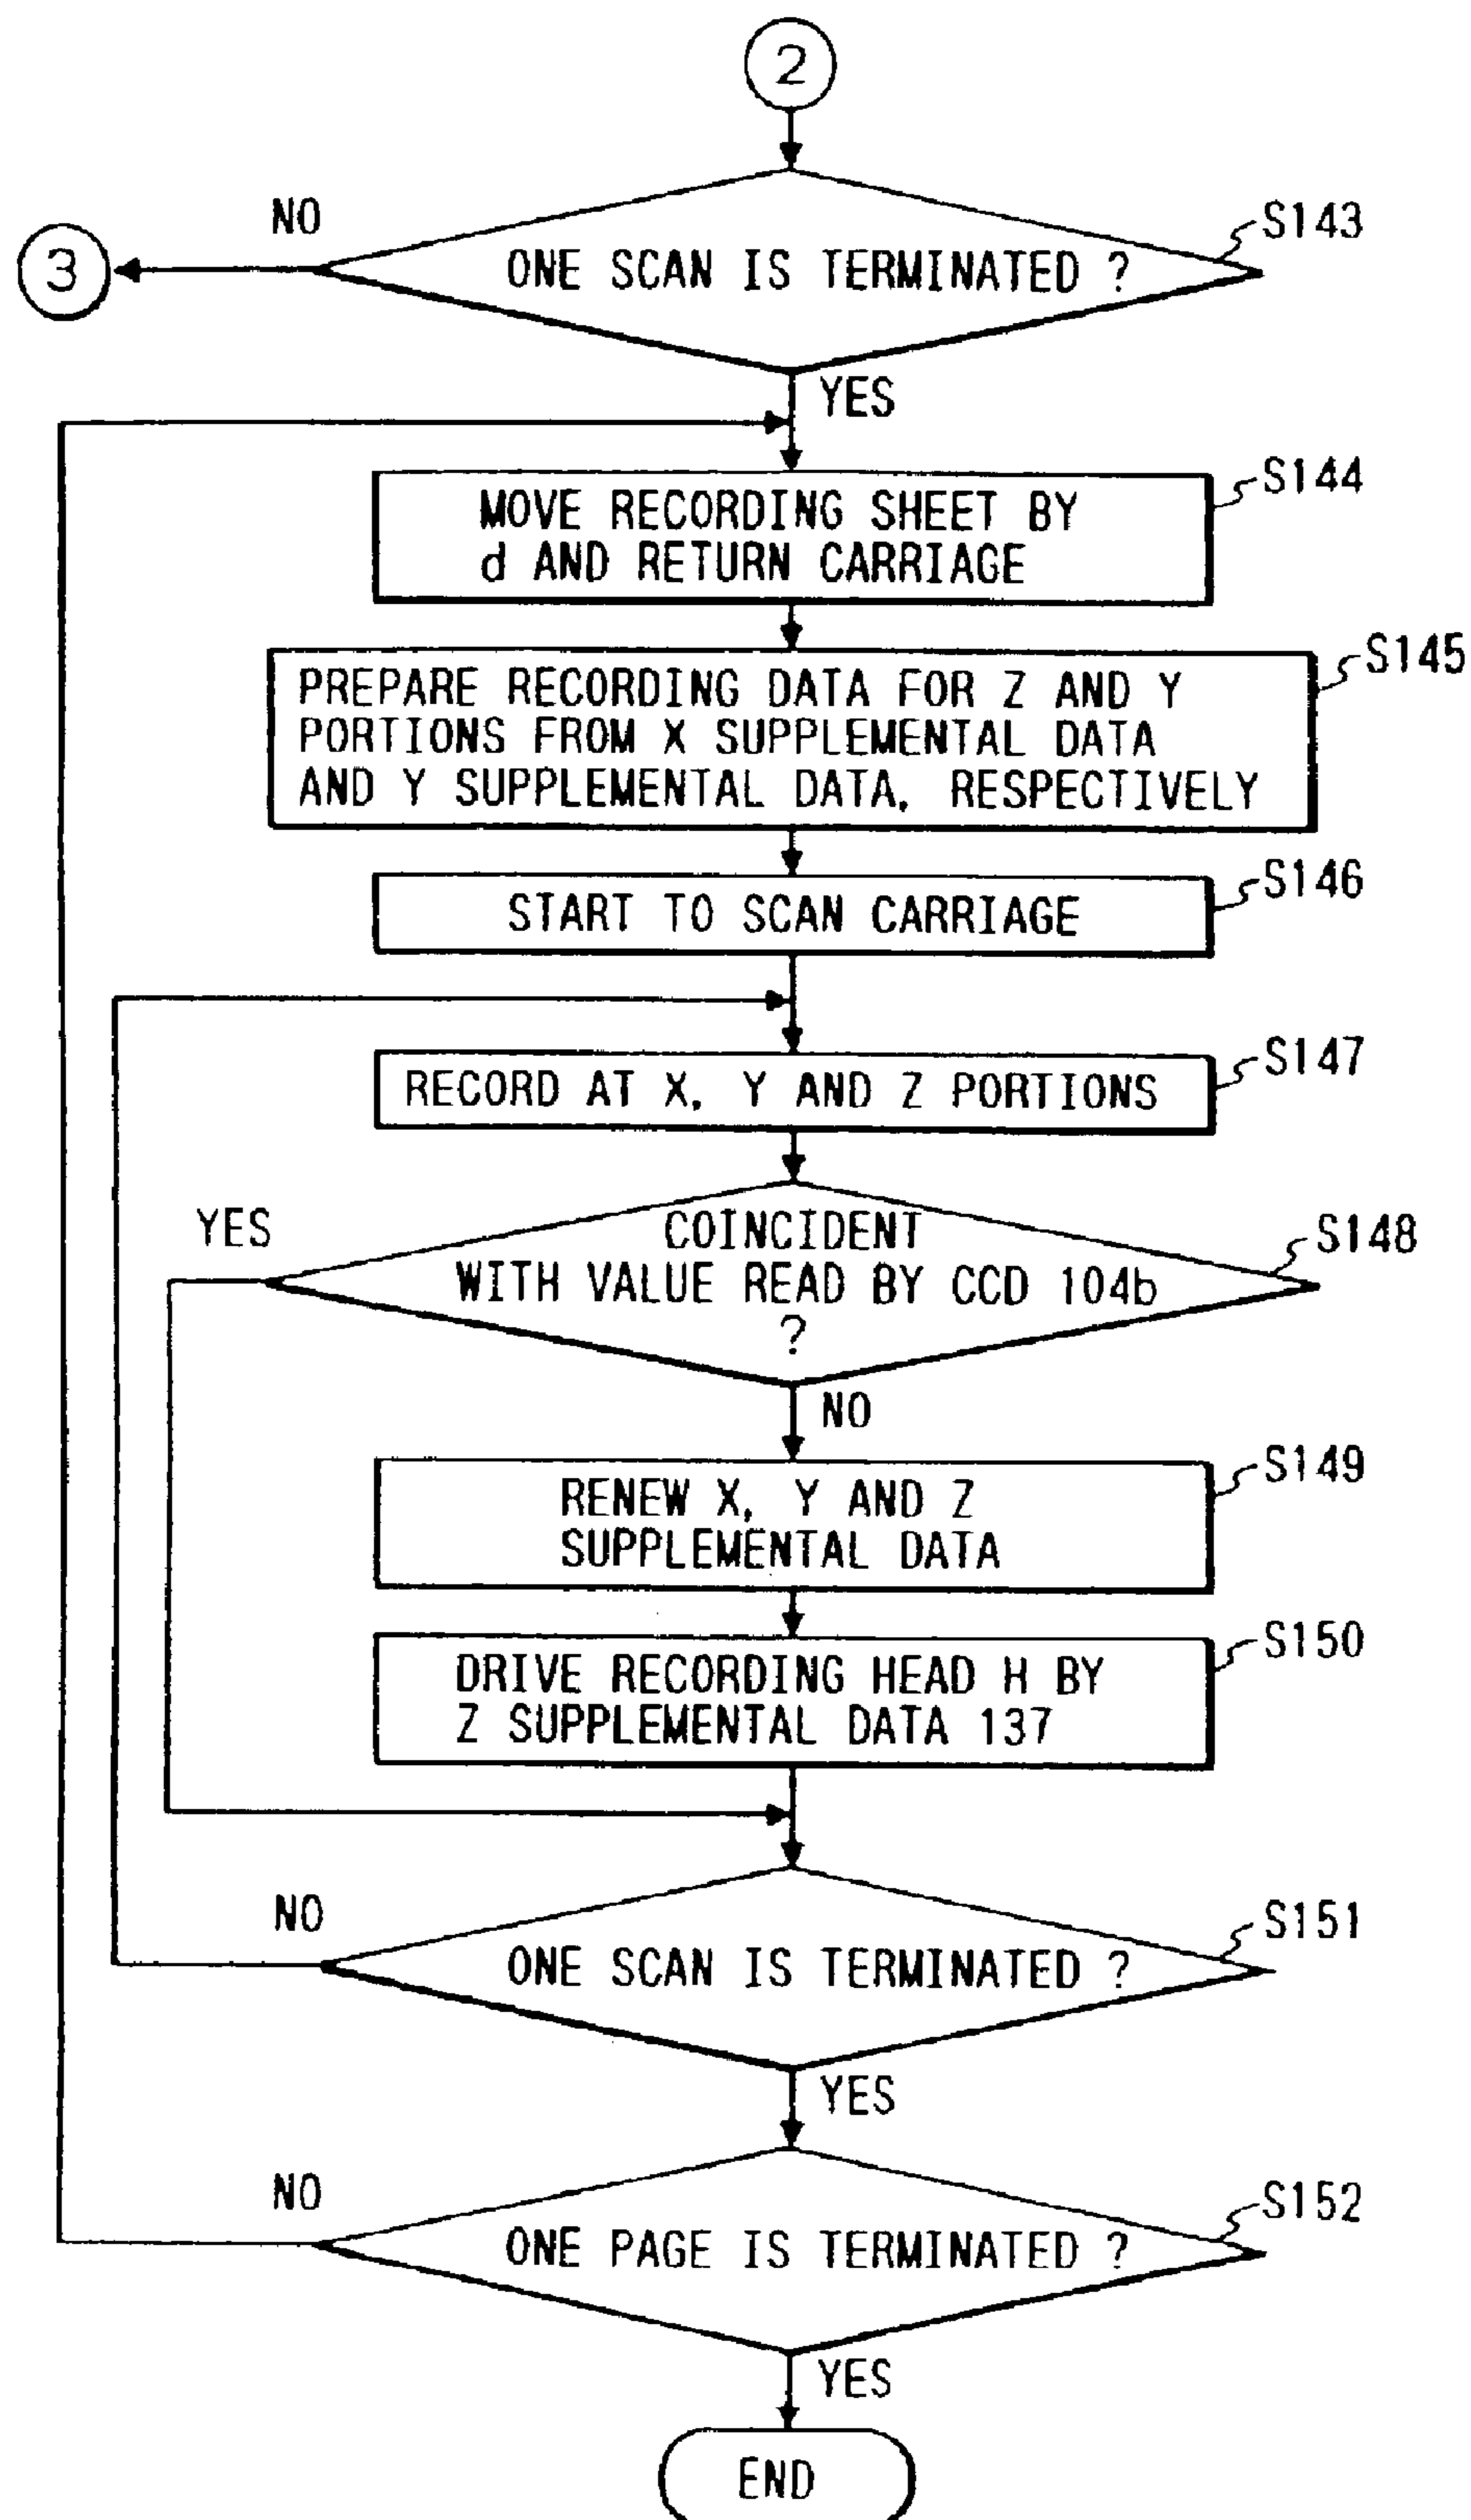 2
NO
S143
3
ONE SCAN IS TERMINATED ?
YES
S144
MOVE RECORDING SHEET BY
d AND RETURN CARRIAGE
S145
PREPARE RECORDING DATA FOR Z AND Y
PORTIONS FROM X SUPPLEMENTAL DATA
AND Y SUPPLEMENTAL DATA, RESPECTIVELY
S146
START TO SCAN CARRIAGE
S147
RECORD AT X, Y AND Z PORTIONS
YES
S148
COINCIDENT
WITH VALUE READ BY CCD 104b
?
NO
S149
RENEW X, Y AND Z
SUPPLEMENTAL DATA
S150
DRIVE RECORDING HEAD H BY
Z SUPPLEMENTAL DATA 137
NO
S151
ONE SCAN IS TERMINATED ?
YES
NO
S152
ONE PAGE IS TERMINATED ?
YES
END